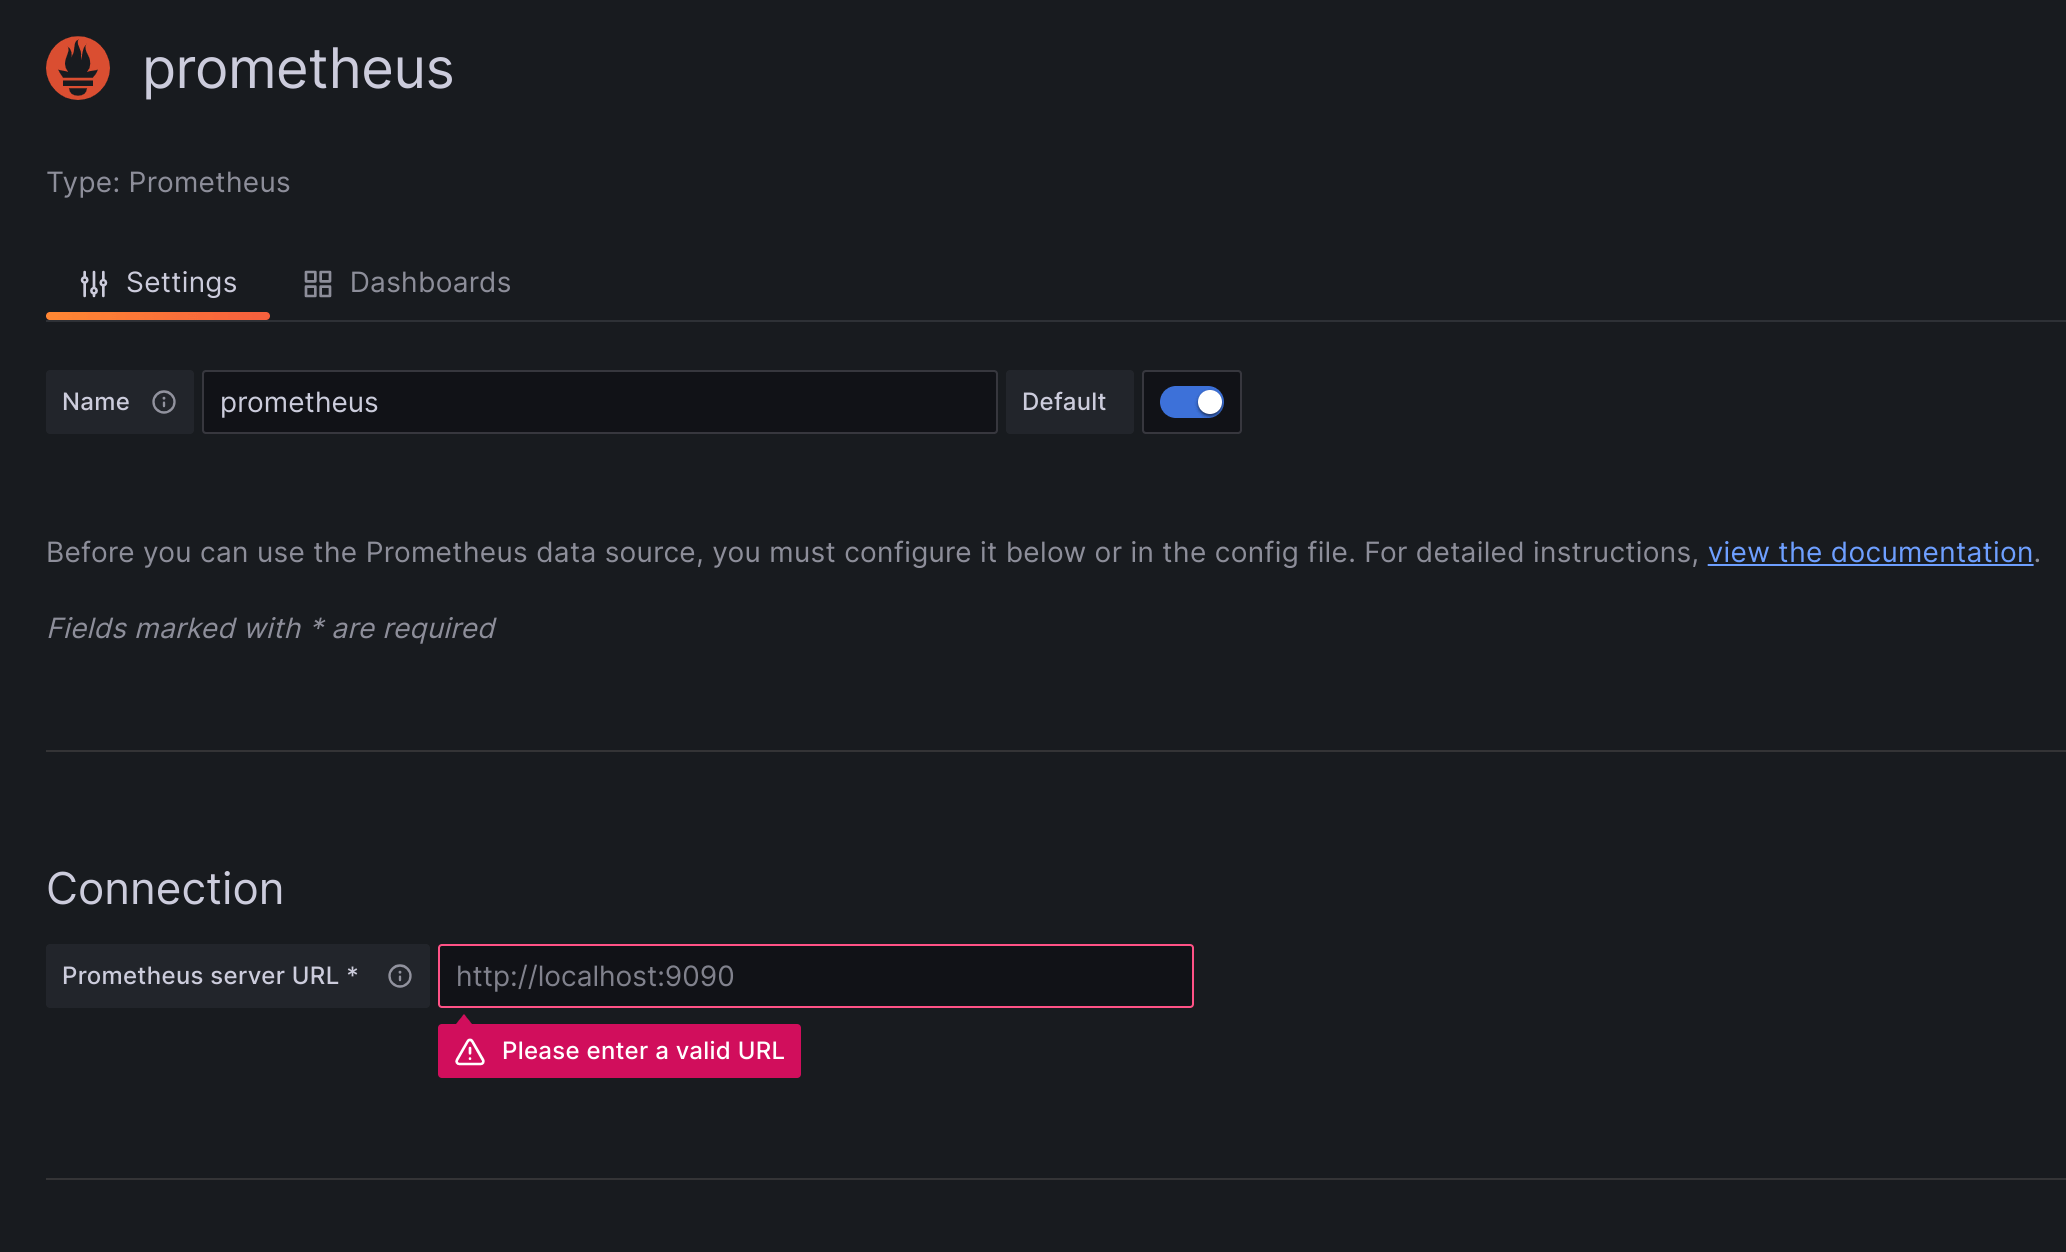 prometheus
Type: Prometheus
Settings Dashboards
Name prometheus Default
Before you can use the Prometheus data source, you must configure it below or in the config file. For detailed instructions, view the documentation.
Fields marked with * are required
Connection
Prometheus server URL * http://localhost:9090
Please enter a valid URL